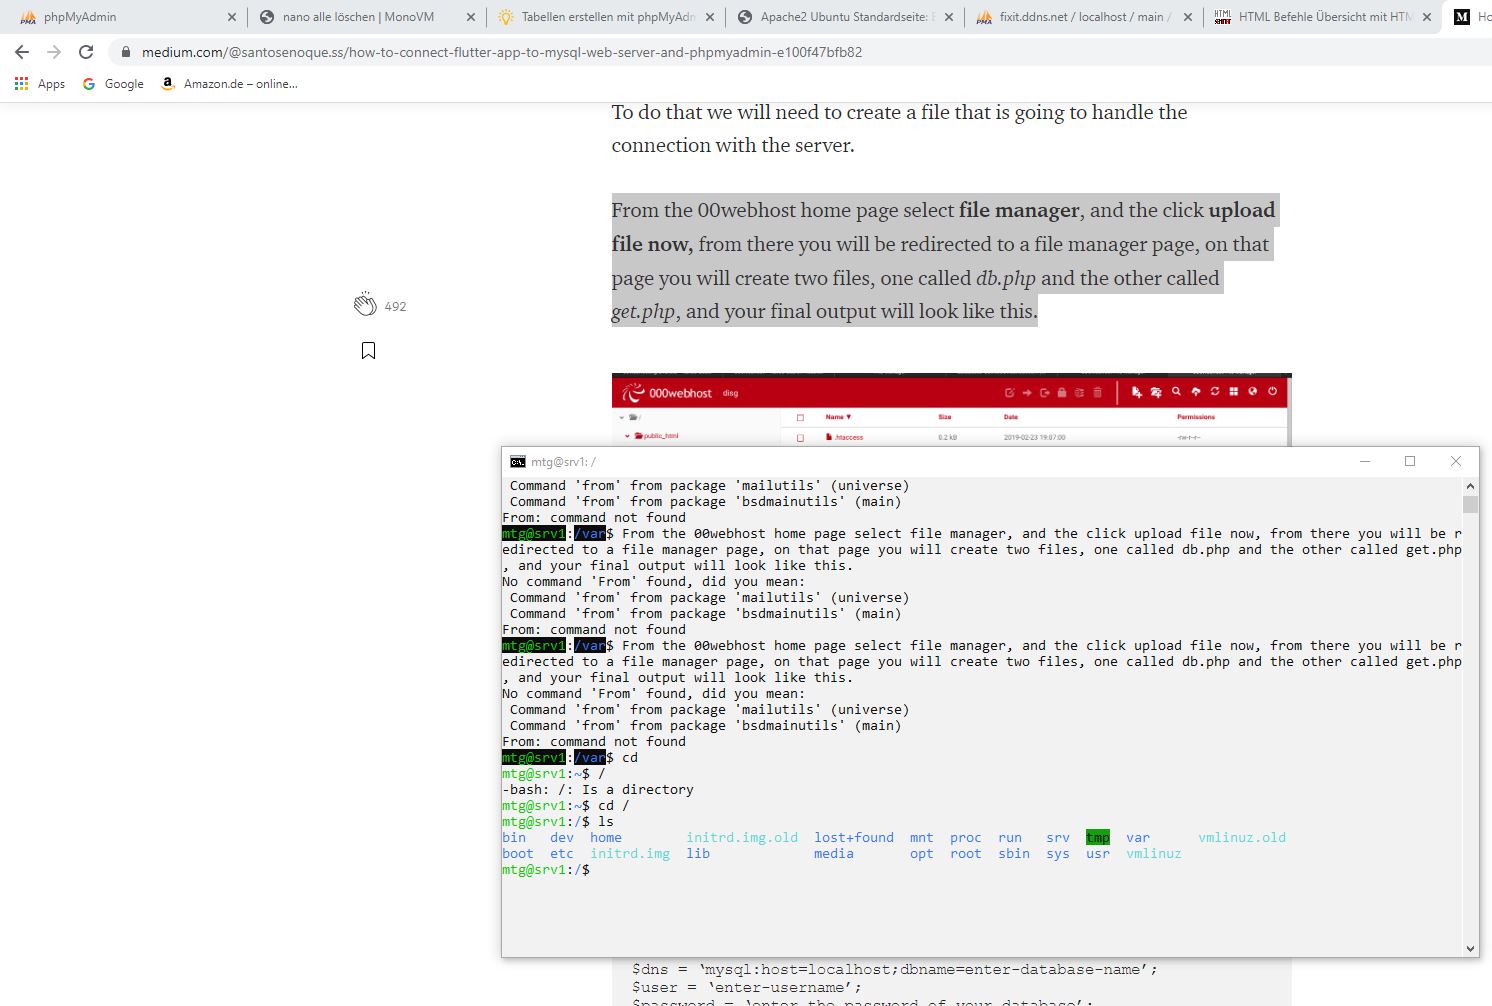 phpMyAdmin
nano alle löschen | MonoVM
Tabellen erstellen mit phpMyAdm
Apache2 Ubuntu Standardseite:
fixit.ddns.net / localhost / main /
HTML Befehle Übersicht mit HTM
Ho
medium.com/@santosenoque.ss/how-to-connect-flutter-app-to-mysql-web-server-and-phpmyadmin-e100f47bfb82
Apps
Google
Amazon.de – online...
To do that we will need to create a file that is going to handle the
connection with the server.
From the 00webhost home page select file manager, and the click upload
file now, from there you will be redirected to a file manager page, on that
page you will create two files, one called db.php and the other called
get.php, and your final output will look like this.
492
000webhost disg
/
Name ▼ Size Date Permissions
public_html
.htaccess 0.2 kB 2019-02-23 19:07:00 -rw-r--r--
mtg@srv1: /
Command 'from' from package 'mailutils' (universe)
Command 'from' from package 'bsdmainutils' (main)
From: command not found
mtg@srv1:/var$ From the 00webhost home page select file manager, and the click upload file now, from there you will be r
edirected to a file manager page, on that page you will create two files, one called db.php and the other called get.php
, and your final output will look like this.
No command 'From' found, did you mean:
Command 'from' from package 'mailutils' (universe)
Command 'from' from package 'bsdmainutils' (main)
From: command not found
mtg@srv1:/var$ From the 00webhost home page select file manager, and the click upload file now, from there you will be r
edirected to a file manager page, on that page you will create two files, one called db.php and the other called get.php
, and your final output will look like this.
No command 'From' found, did you mean:
Command 'from' from package 'mailutils' (universe)
Command 'from' from package 'bsdmainutils' (main)
From: command not found
mtg@srv1:/var$ cd
mtg@srv1:~$ /
-bash: /: Is a directory
mtg@srv1:~$ cd /
mtg@srv1:/$ ls
bin dev home initrd.img.old lost+found mnt proc run srv tmp var vmlinuz.old
boot etc initrd.img lib media opt root sbin sys usr vmlinuz
mtg@srv1:/$
$dns = ‘mysql:host=localhost;dbname=enter-database-name’;
$user = ‘enter-username’;
$password = ‘enter the password of your database’;